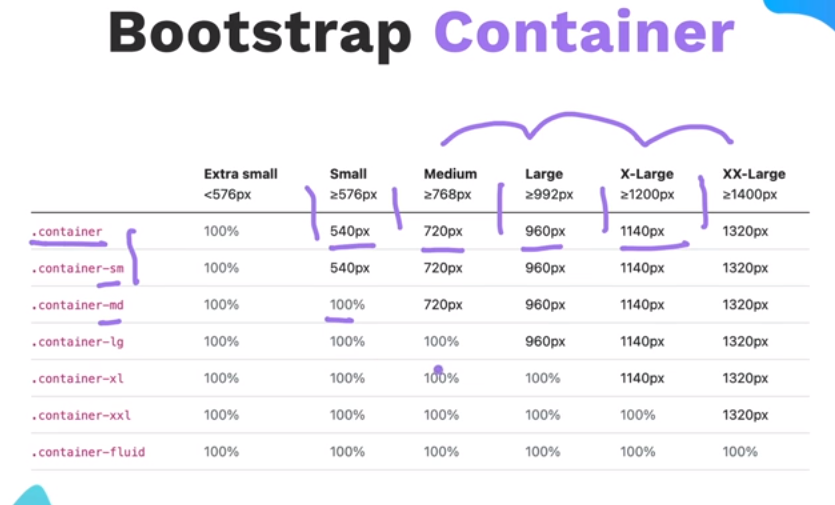 Bootstrap Container
Extra small Small Medium Large X-Large XX-Large
<576px ≥576px ≥768px ≥992px ≥1200px ≥1400px
.container 100% 540px 720px 960px 1140px 1320px
.container-sm 100% 540px 720px 960px 1140px 1320px
.container-md 100% 100% 720px 960px 1140px 1320px
.container-lg 100% 100% 100% 960px 1140px 1320px
.container-xl 100% 100% 100% 100% 1140px 1320px
.container-xxl 100% 100% 100% 100% 100% 1320px
.container-fluid 100% 100% 100% 100% 100% 100%